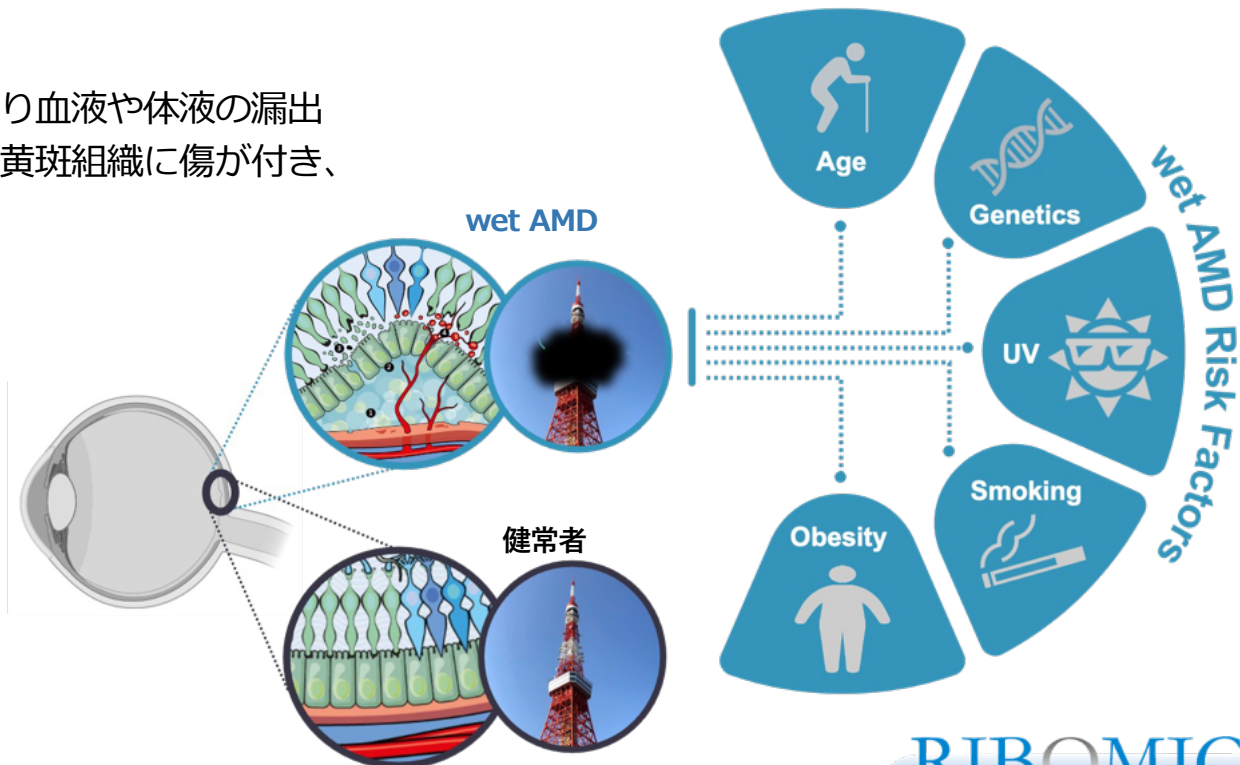 り血液や体液の漏出
黄斑組織に傷が付き、
wet AMD
健常者
Age
Genetics
UV
Smoking
Obesity
wet AMD Risk Factors
RIBOMIC